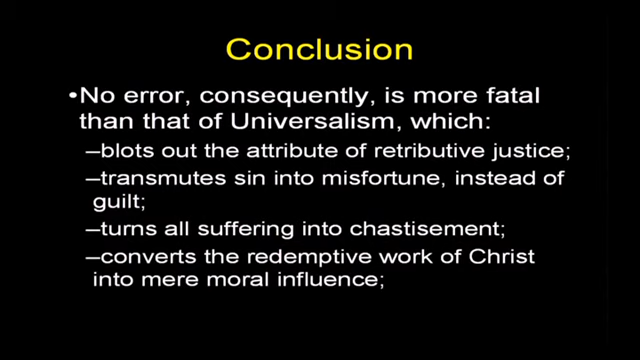 Conclusion
•No error, consequently, is more fatal
than that of Universalism, which:
–blots out the attribute of retributive justice;
–transmutes sin into misfortune, instead of
guilt;
–turns all suffering into chastisement;
–converts the redemptive work of Christ
into mere moral influence;